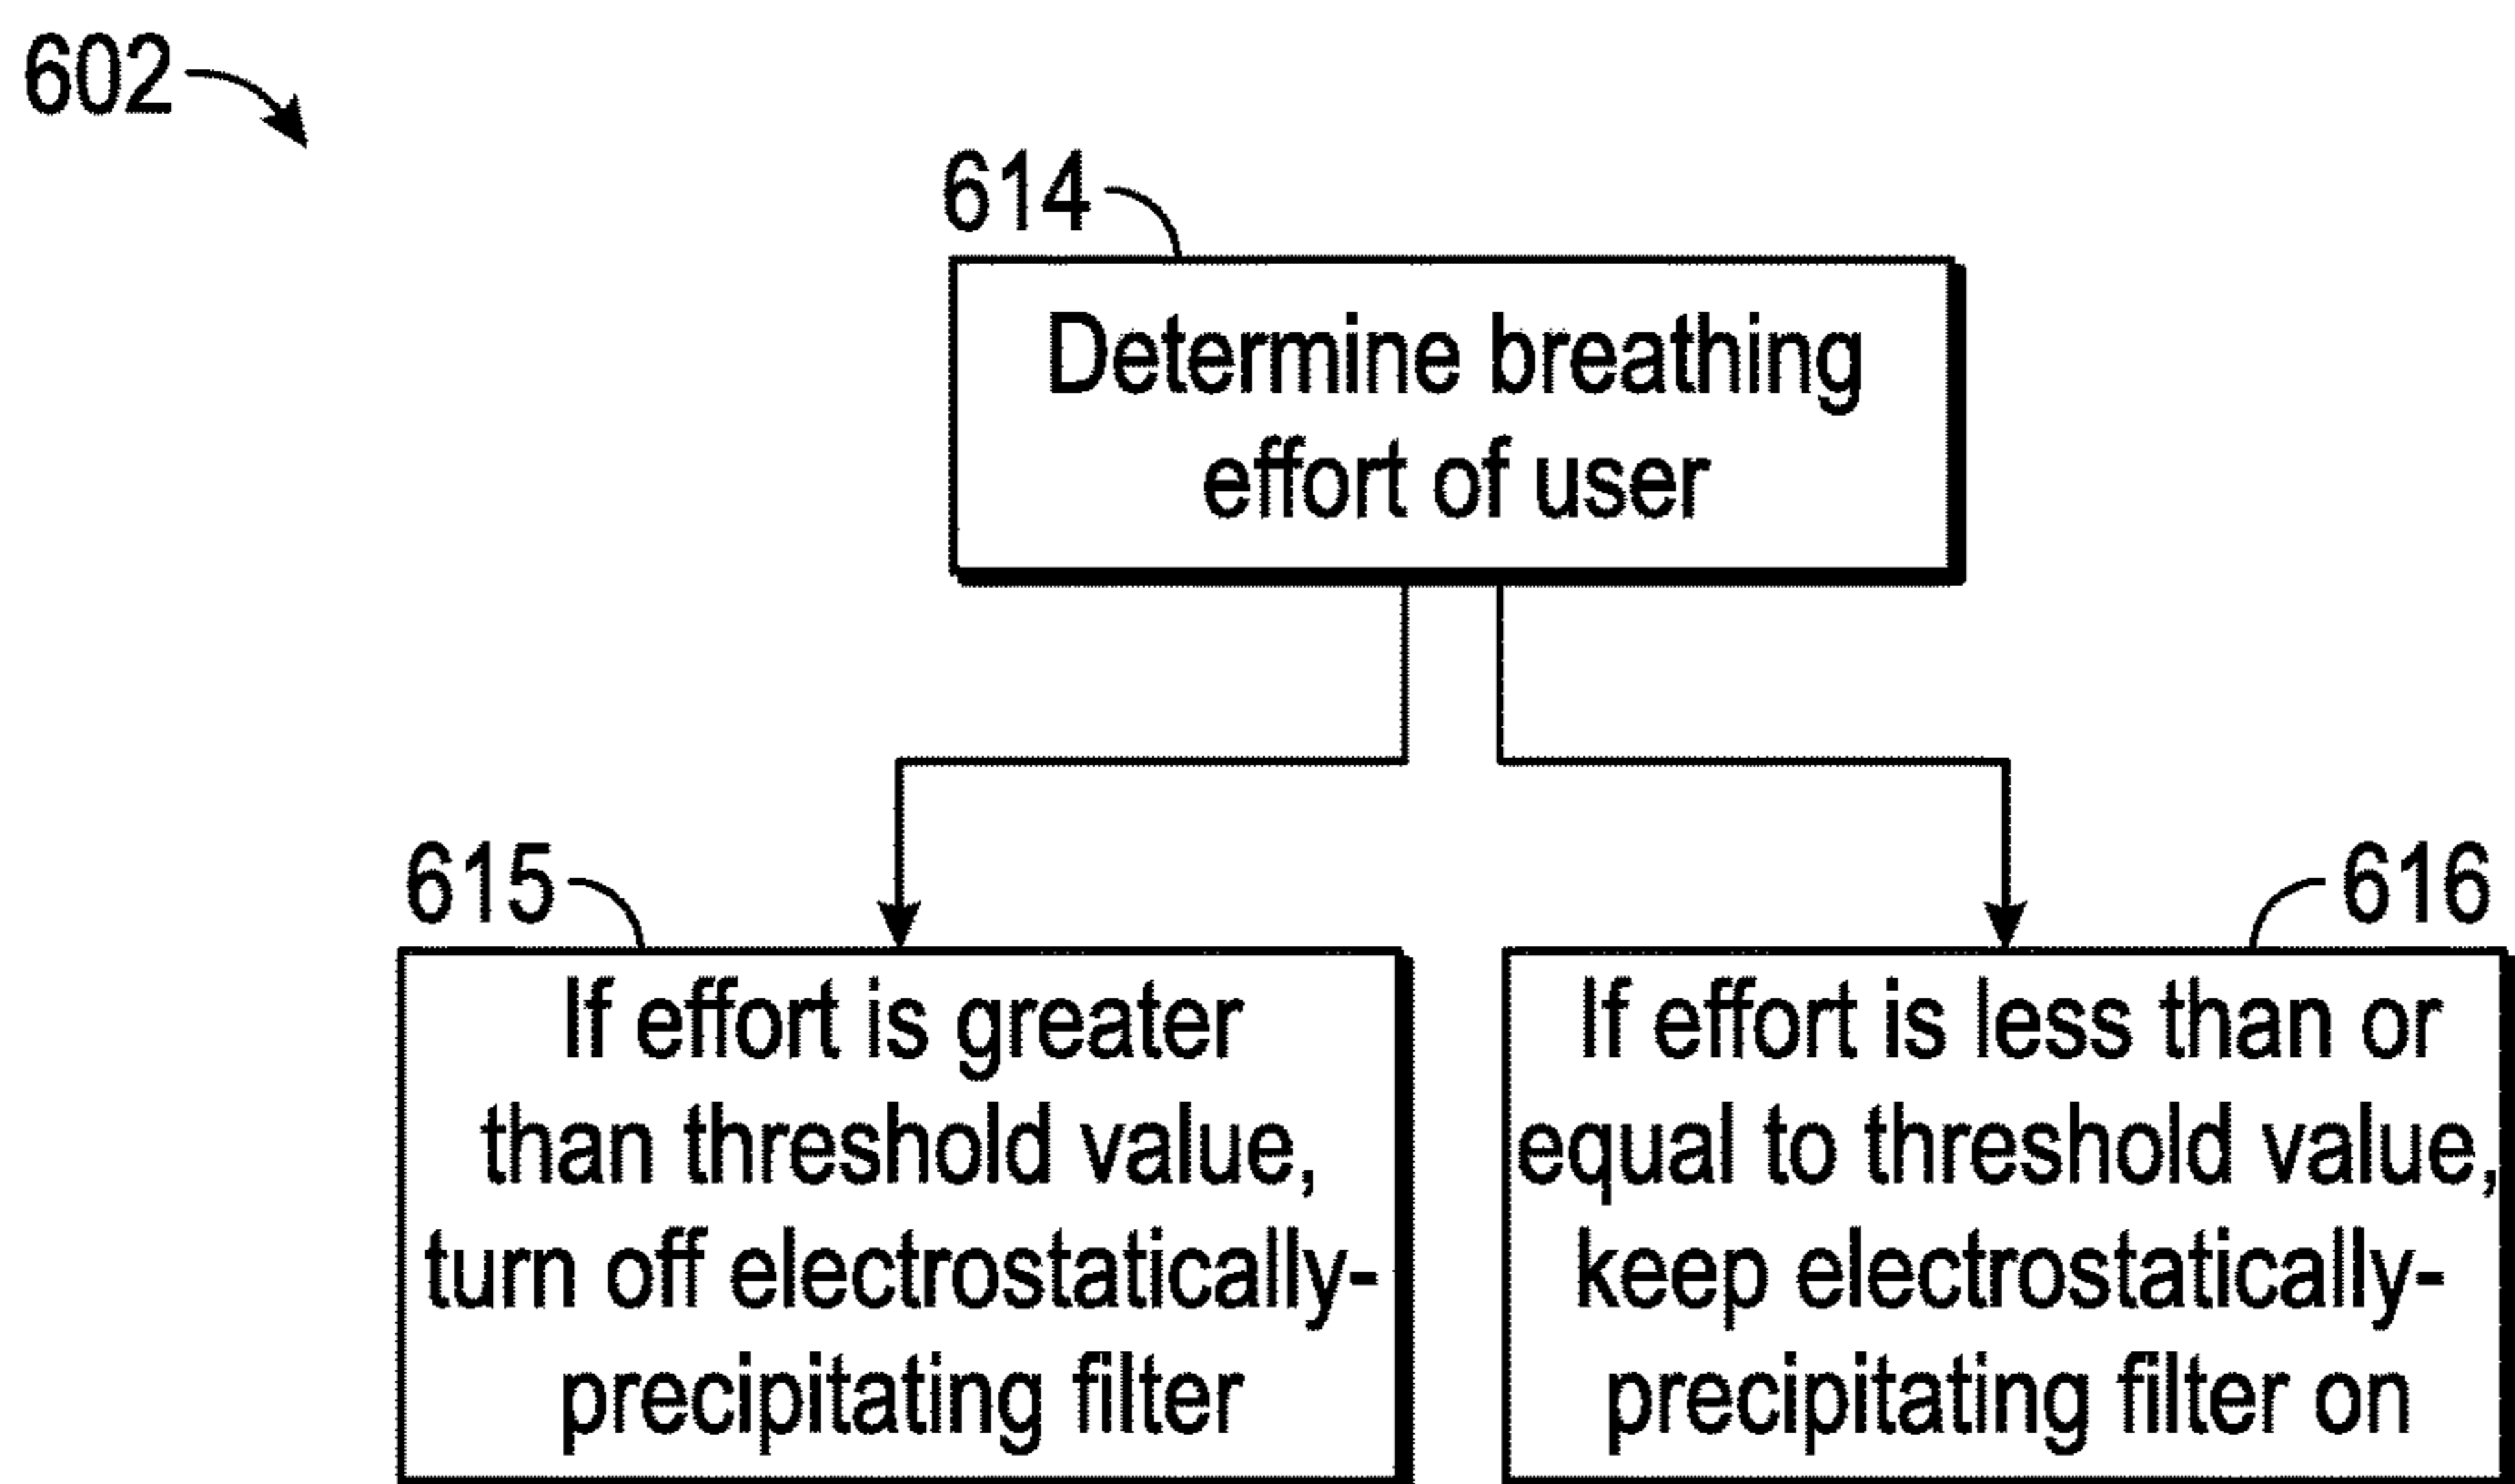 602
614
Determine breathing
effort of user
615
If effort is greater
than threshold value,
turn off electrostatically-
precipitating filter
616
If effort is less than or
equal to threshold value,
keep electrostatically-
precipitating filter on